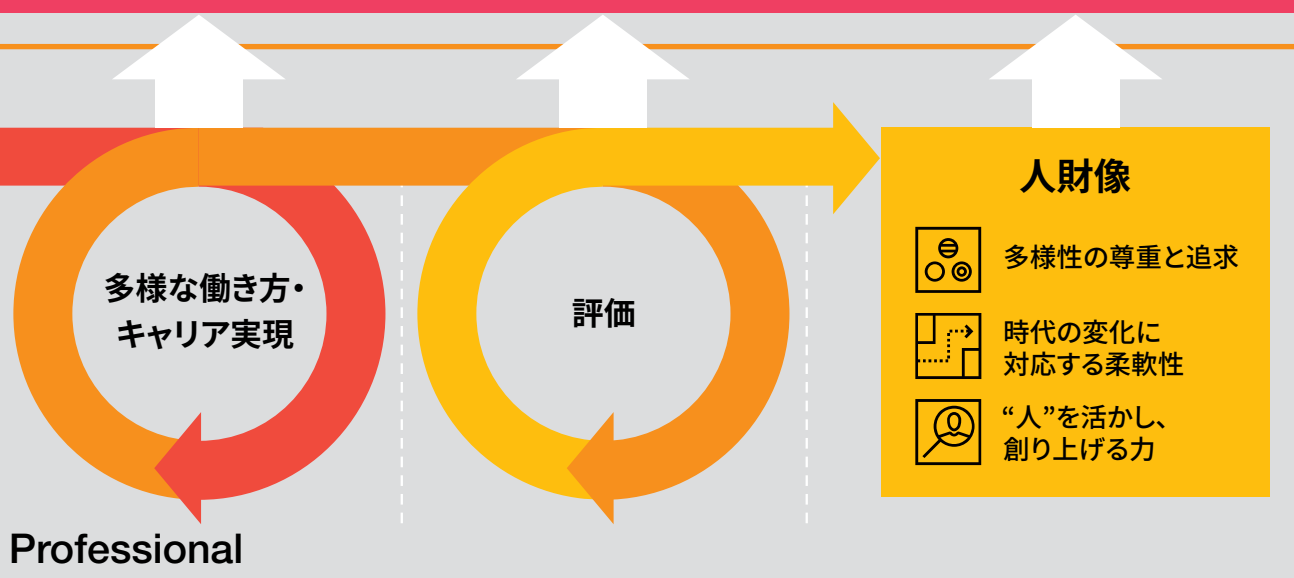 多様な働き方・
キャリア実現
評価
人財像
多様性の尊重と追求
時代の変化に
対応する柔軟性
“人”を活かし、
創り上げる力
Professional